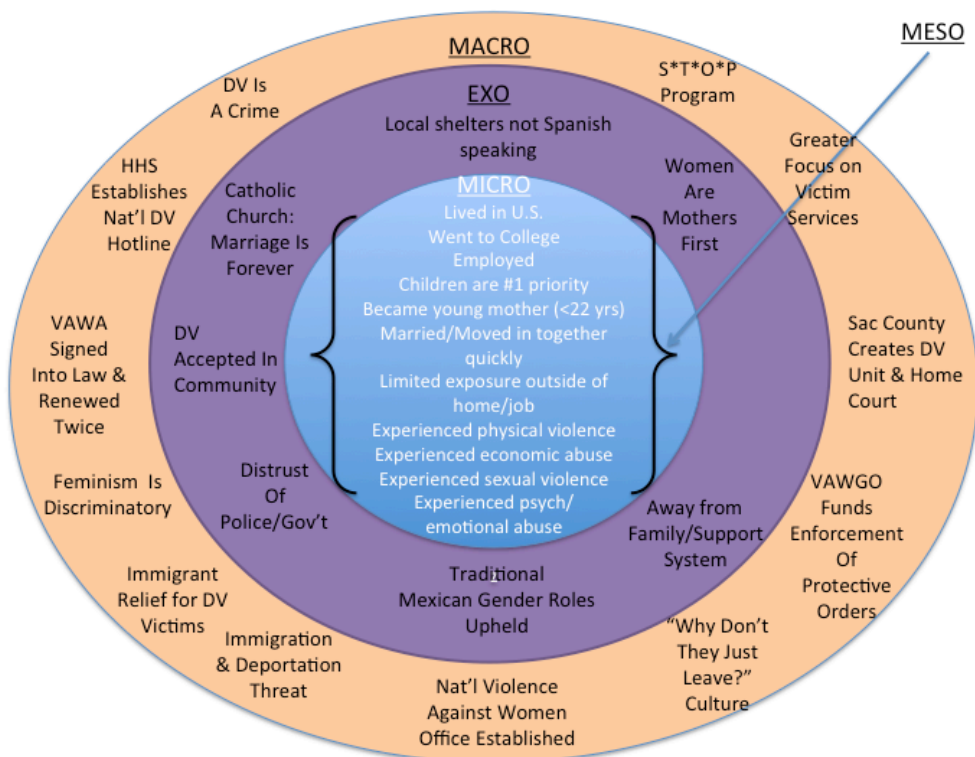 MESO
MACRO
S*T*O*P
Program
DV Is
A Crime
EXO
Local shelters not Spanish
speaking
Greater
Focus on
Victim
Services
HHS
Establishes
Nat'l DV
Hotline
Women
Are
Mothers
First
Catholic
Church:
Marriage Is
Forever
MICRO
Lived in U.S.
Went to College
Employed
Children are #1 priority
Became young mother (<22 yrs)
Married/Moved in together
quickly
Limited exposure outside of
home/job
Experienced physical violence
Experienced economic abuse
Experienced sexual violence
Experienced psych/
emotional abuse
VAWA
Signed
Into Law &
Renewed
Twice
DV
Accepted In
Community
Sac County
Creates DV
Unit & Home
Court
Feminism Is
Discriminatory
Distrust
Of
Police/Gov't
Away from
Family/Support
System
VAWGO
Funds
Enforcement
Of
Protective
Orders
Immigrant
Relief for DV
Victims
Traditional
Mexican Gender Roles
Upheld
Immigration
& Deportation
Threat
"Why Don't
They Just
Leave?"
Culture
Nat'l Violence
Against Women
Office Established